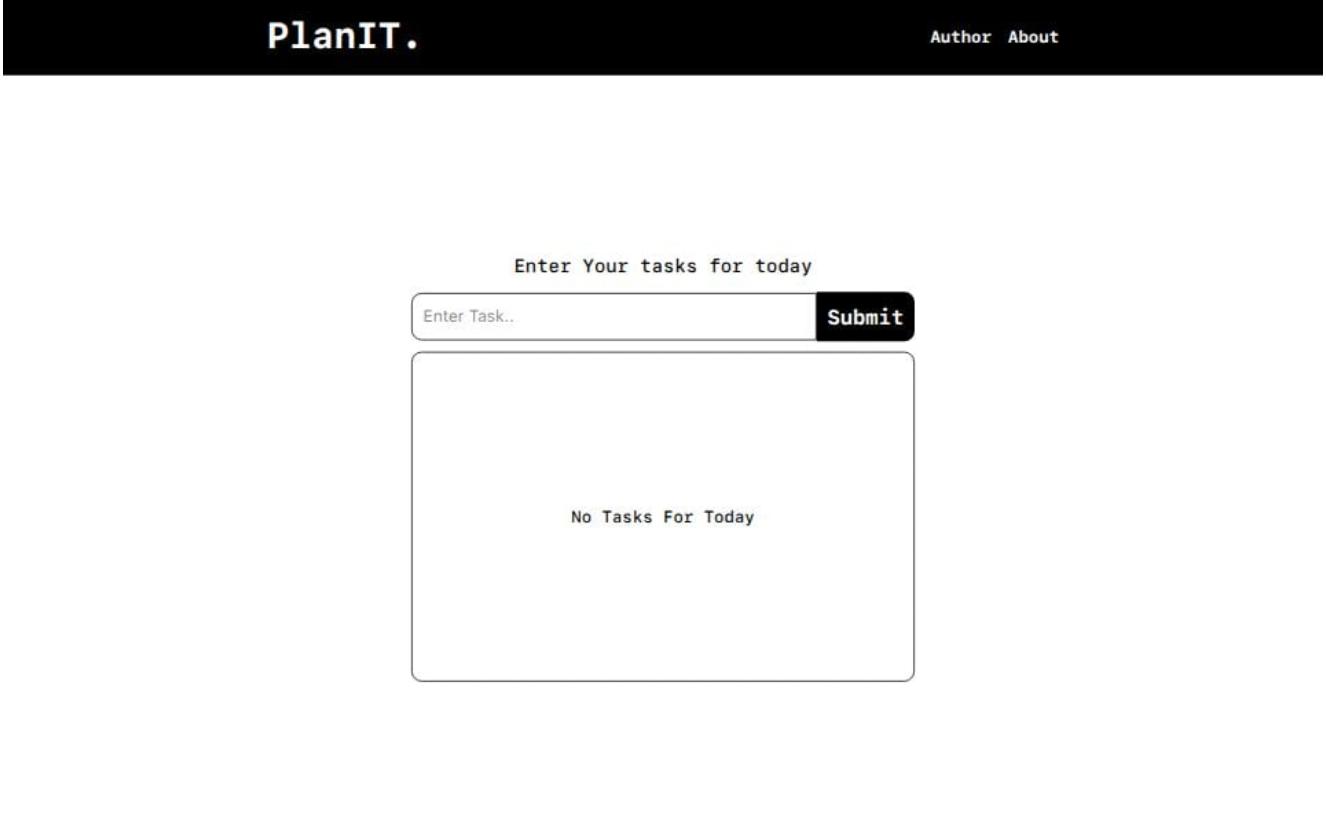 PlanIT.
Author About
Enter Your tasks for today
Enter Task..
Submit
No Tasks For Today